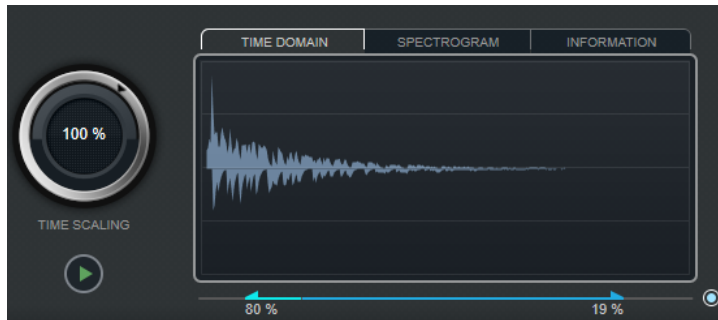 TIME DOMAIN
SPECTROGRAM
INFORMATION
100 %
TIME SCALING
80 %
19 %